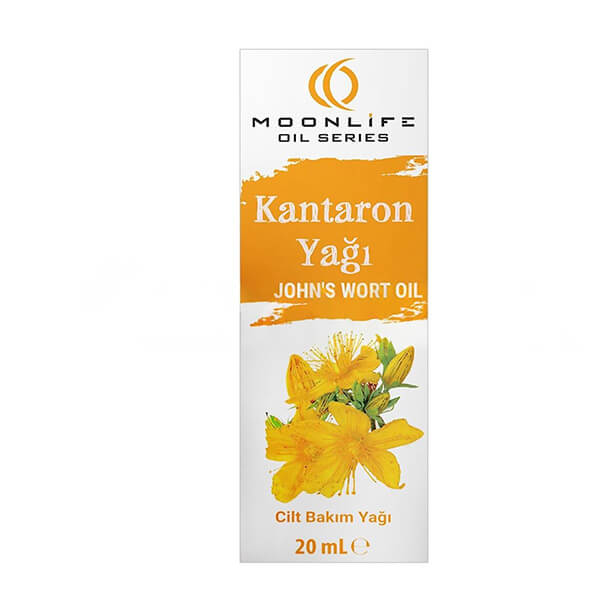 MOONLİFE
OIL SERIES
Kantaron
Yağı
JOHN'S WORT OIL
Cilt Bakım Yağı
20 mL ℮